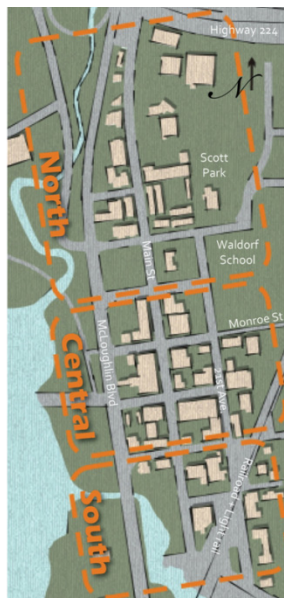 Highway 224
N
Scott
Park
North
Main St
Waldorf
School
Monroe St
McLoughlin Blvd
Central
21st Ave
Railroad + Light rail
South